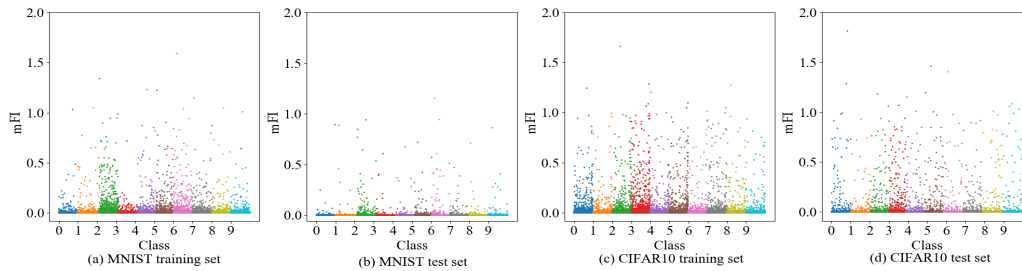 2.0
1.5
1.0
0.5
0.0
mFI
0 1 2 3 4 5 6 7 8 9
Class
(a) MNIST training set
2.0
1.5
1.0
0.5
0.0
mFI
0 1 2 3 4 5 6 7 8 9
Class
(b) MNIST test set
2.0
1.5
1.0
0.5
0.0
mFI
0 1 2 3 4 5 6 7 8 9
Class
(c) CIFAR10 training set
2.0
1.5
1.0
0.5
0.0
mFI
0 1 2 3 4 5 6 7 8 9
Class
(d) CIFAR10 test set